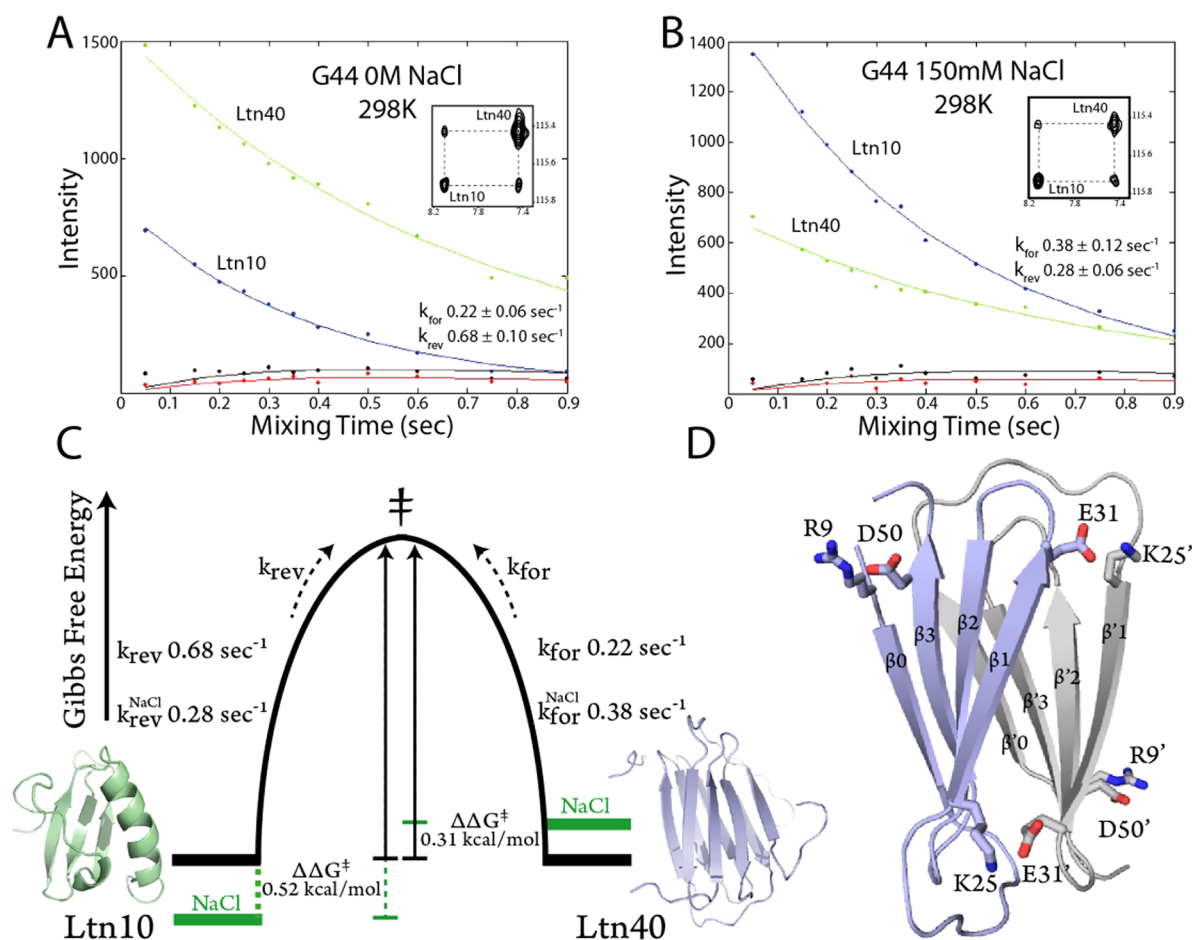 A
1500
1000
500
Intensity
G44 0M NaCl
298K
Ltn40
Ltn10
Ltn40
Ltn10
115.4
115.6
115.8
8.2 7.8 7.4
kfor 0.22 ± 0.06 sec-1
krev 0.68 ± 0.10 sec-1
0 0.1 0.2 0.3 0.4 0.5 0.6 0.7 0.8 0.9
Mixing Time (sec)
B
1400
1200
1000
800
600
400
200
Intensity
G44 150mM NaCl
298K
Ltn10
Ltn40
Ltn40
Ltn10
115.4
115.6
115.8
8.2 7.8 7.4
kfor 0.38 ± 0.12 sec-1
krev 0.28 ± 0.06 sec-1
0 0.1 0.2 0.3 0.4 0.5 0.6 0.7 0.8 0.9
Mixing Time (sec)
C
Gibbs Free Energy
‡
krev
kfor
krev 0.68 sec-1
kfor 0.22 sec-1
krev NaCl 0.28 sec-1
kfor NaCl 0.38 sec-1
NaCl
ΔΔG‡
0.31 kcal/mol
ΔΔG‡
0.52 kcal/mol
NaCl
Ltn10
Ltn40
D
R9
D50
E31
K25'
β0
β3
β2
β1
β'1
β'2
β'3
β'0
R9'
D50'
K25
E31'